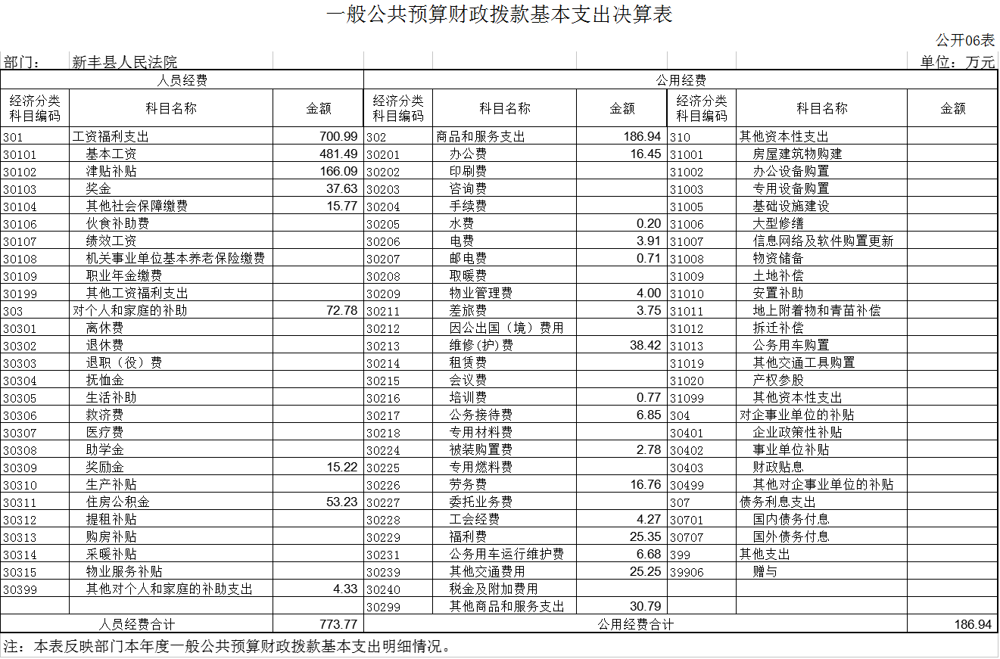 一般公共预算财政拨款基本支出决算表
公开06表
部门： 新丰县人民法院 单位：万元
人员经费 公用经费
经济分类科目编码 科目名称 金额 经济分类科目编码 科目名称 金额 经济分类科目编码 科目名称 金额
301 工资福利支出 700.99 302 商品和服务支出 186.94 310 其他资本性支出
30101 基本工资 481.49 30201 办公费 16.45 31001 房屋建筑物购建
30102 津贴补贴 166.09 30202 印刷费 31002 办公设备购置
30103 奖金 37.63 30203 咨询费 31003 专用设备购置
30104 其他社会保障缴费 15.77 30204 手续费 31005 基础设施建设
30106 伙食补助费 30205 水费 0.20 31006 大型修缮
30107 绩效工资 30206 电费 3.91 31007 信息网络及软件购置更新
30108 机关事业单位基本养老保险缴费 30207 邮电费 0.71 31008 物资储备
30109 职业年金缴费 30208 取暖费 31009 土地补偿
30199 其他工资福利支出 30209 物业管理费 4.00 31010 安置补助
303 对个人和家庭的补助 72.78 30211 差旅费 3.75 31011 地上附着物和青苗补偿
30301 离休费 30212 因公出国（境）费用 31012 拆迁补偿
30302 退休费 30213 维修(护)费 38.42 31013 公务用车购置
30303 退职（役）费 30214 租赁费 31019 其他交通工具购置
30304 抚恤金 30215 会议费 31020 产权参股
30305 生活补助 30216 培训费 0.77 31099 其他资本性支出
30306 救济费 30217 公务接待费 6.85 304 对企事业单位的补贴
30307 医疗费 30218 专用材料费 30401 企业政策性补贴
30308 助学金 30224 被装购置费 2.78 30402 事业单位补贴
30309 奖励金 15.22 30225 专用燃料费 30403 财政贴息
30310 生产补贴 30226 劳务费 16.76 30499 其他对企事业单位的补贴
30311 住房公积金 53.23 30227 委托业务费 307 债务利息支出
30312 提租补贴 30228 工会经费 4.27 30701 国内债务付息
30313 购房补贴 30229 福利费 25.35 30707 国外债务付息
30314 采暖补贴 30231 公务用车运行维护费 6.68 399 其他支出
30315 物业服务补贴 30239 其他交通费用 25.25 39906 赠与
30399 其他对个人和家庭的补助支出 4.33 30240 税金及附加费用
30299 其他商品和服务支出 30.79
人员经费合计 773.77 公用经费合计 186.94
注：本表反映部门本年度一般公共预算财政拨款基本支出明细情况。